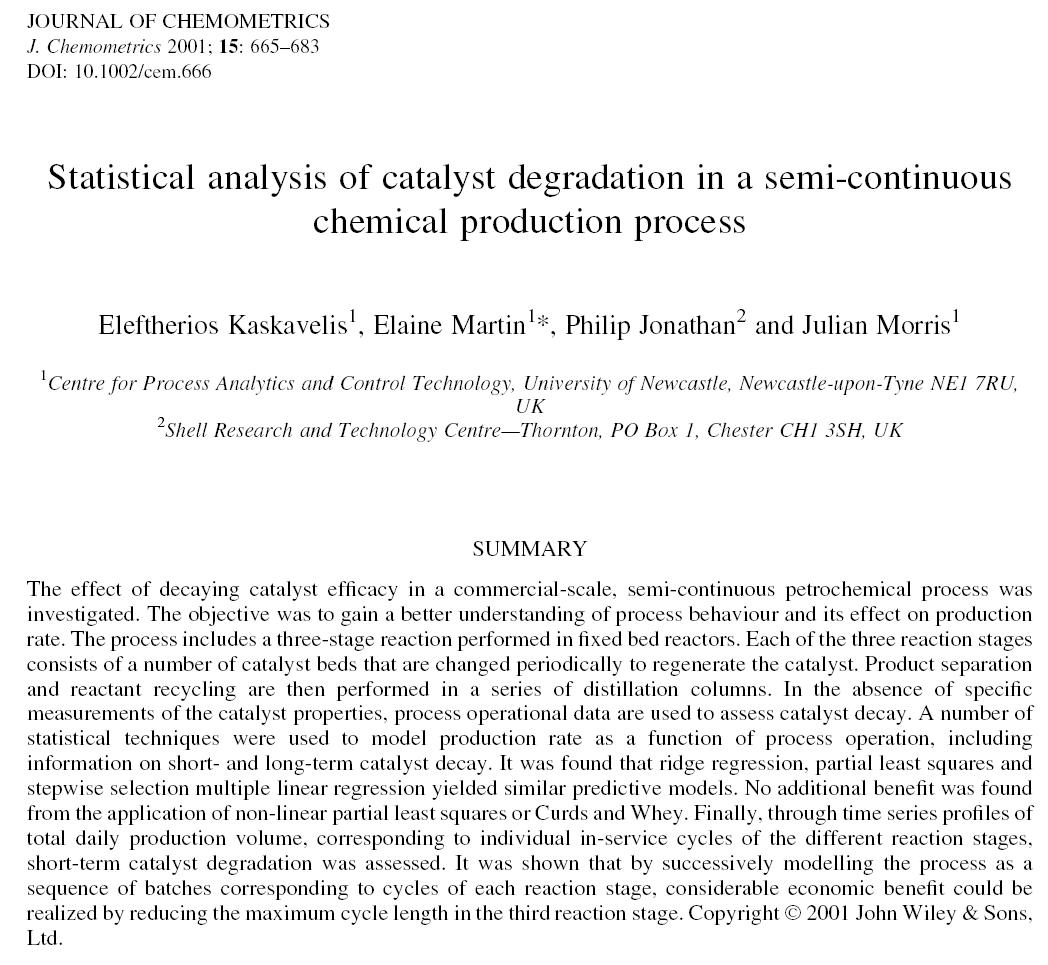 JOURNAL OF CHEMOMETRICS
J. Chemometrics 2001; 15: 665–683
DOI: 10.1002/cem.666
Statistical analysis of catalyst degradation in a semi-continuous
chemical production process
Eleftherios Kaskavelis1, Elaine Martin1*, Philip Jonathan2 and Julian Morris1
1Centre for Process Analytics and Control Technology, University of Newcastle, Newcastle-upon-Tyne NE1 7RU,
UK
2Shell Research and Technology Centre—Thornton, PO Box 1, Chester CH1 3SH, UK
SUMMARY
The effect of decaying catalyst efficacy in a commercial-scale, semi-continuous petrochemical process was
investigated. The objective was to gain a better understanding of process behaviour and its effect on production
rate. The process includes a three-stage reaction performed in fixed bed reactors. Each of the three reaction stages
consists of a number of catalyst beds that are changed periodically to regenerate the catalyst. Product separation
and reactant recycling are then performed in a series of distillation columns. In the absence of specific
measurements of the catalyst properties, process operational data are used to assess catalyst decay. A number of
statistical techniques were used to model production rate as a function of process operation, including
information on short- and long-term catalyst decay. It was found that ridge regression, partial least squares and
stepwise selection multiple linear regression yielded similar predictive models. No additional benefit was found
from the application of non-linear partial least squares or Curds and Whey. Finally, through time series profiles of
total daily production volume, corresponding to individual in-service cycles of the different reaction stages,
short-term catalyst degradation was assessed. It was shown that by successively modelling the process as a
sequence of batches corresponding to cycles of each reaction stage, considerable economic benefit could be
realized by reducing the maximum cycle length in the third reaction stage. Copyright © 2001 John Wiley & Sons,
Ltd.